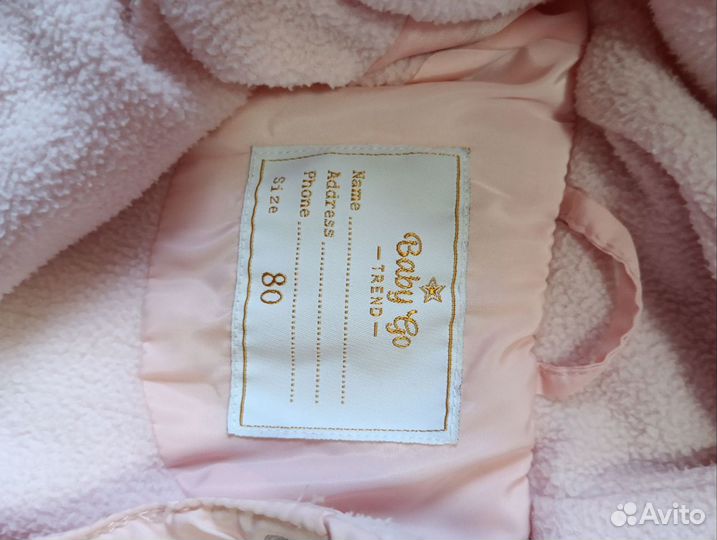 Baby Go
— TREND —
Name
Address
Phone
Size 80
Avito